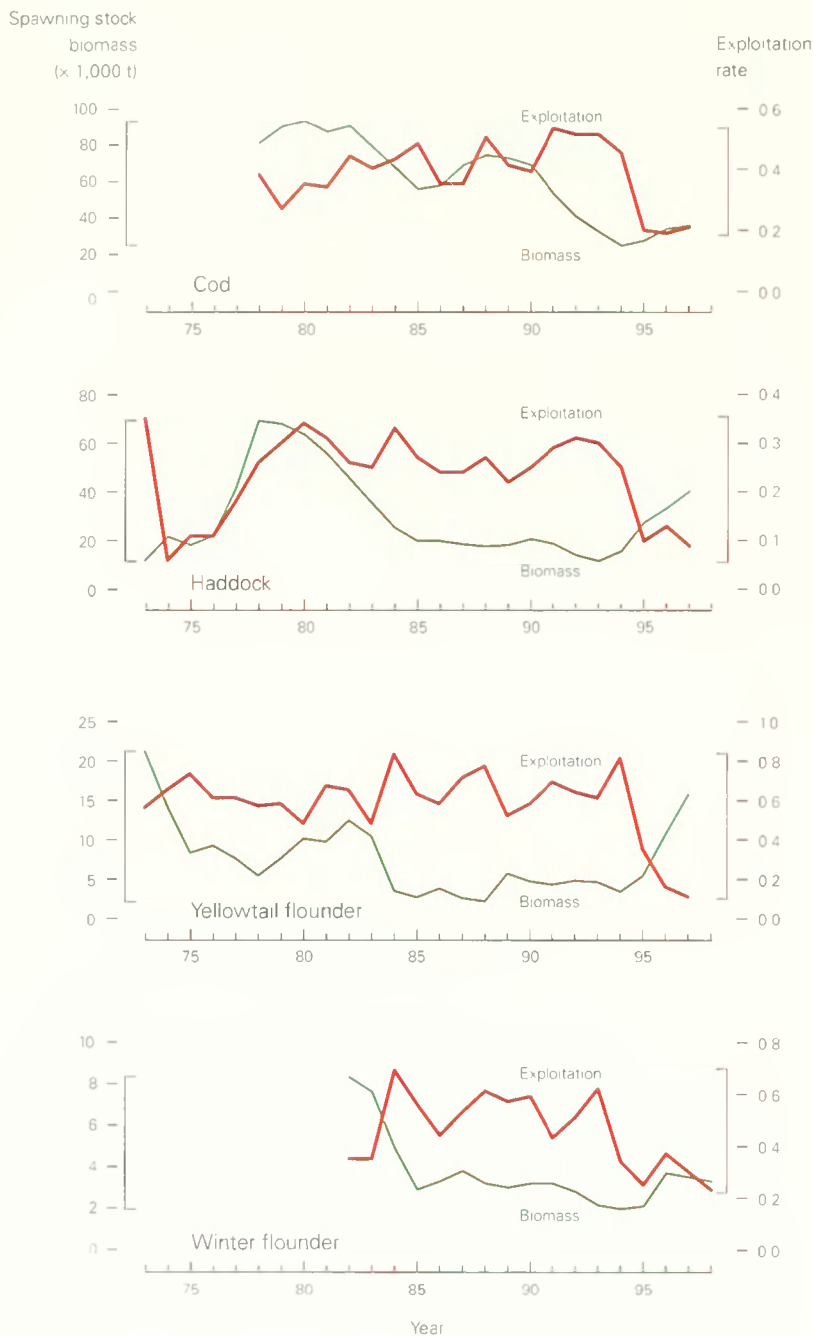 Spawning stock
biomass
(× 1,000 t)
Exploitation
rate
100
80
60
40
20
0
0.6
0.4
0.2
0.0
Exploitation
Biomass
Cod
75 80 85 90 95
80
60
40
20
0
0.4
0.3
0.2
0.1
0.0
Exploitation
Biomass
Haddock
75 80 85 90 95
25
20
15
10
5
0
1.0
0.8
0.6
0.4
0.2
0.0
Exploitation
Biomass
Yellowtail flounder
75 80 85 90 95
10
8
6
4
2
0
0.8
0.6
0.4
0.2
0.0
Exploitation
Biomass
Winter flounder
75 80 85 90 95
Year